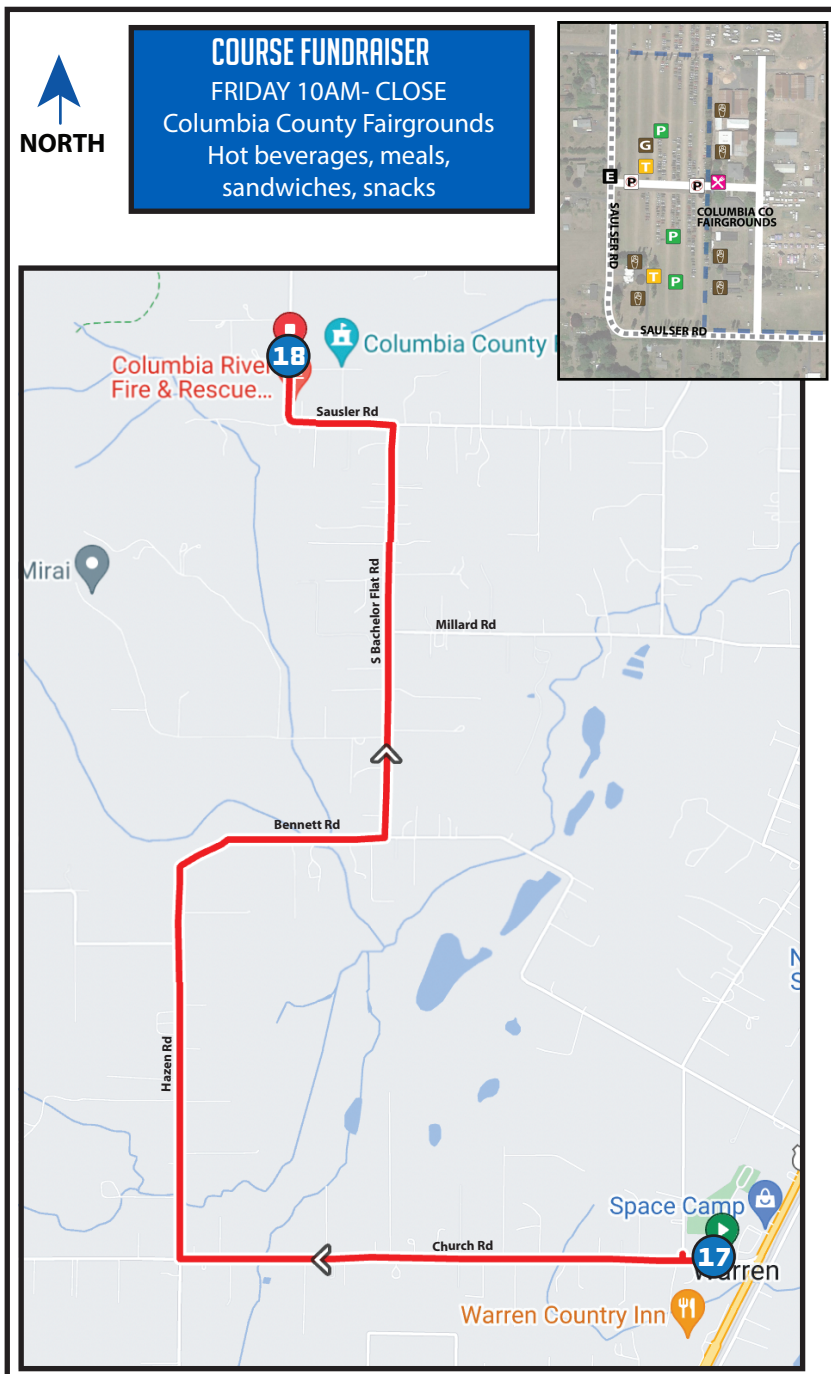 NORTH
COURSE FUNDRAISER
FRIDAY 10AM- CLOSE
Columbia County Fairgrounds
Hot beverages, meals,
sandwiches, snacks
P
G
T
E
P
P
COLUMBIA CO
FAIRGROUNDS
SAULSER RD
P
T
P
SAULSER RD
18
Columbia River
Fire & Rescue...
Columbia County
Sausler Rd
Mirai
S Bachelor Flat Rd
Millard Rd
Bennett Rd
Hazen Rd
N
S
Space Camp
Church Rd
17
Warren
Warren Country Inn